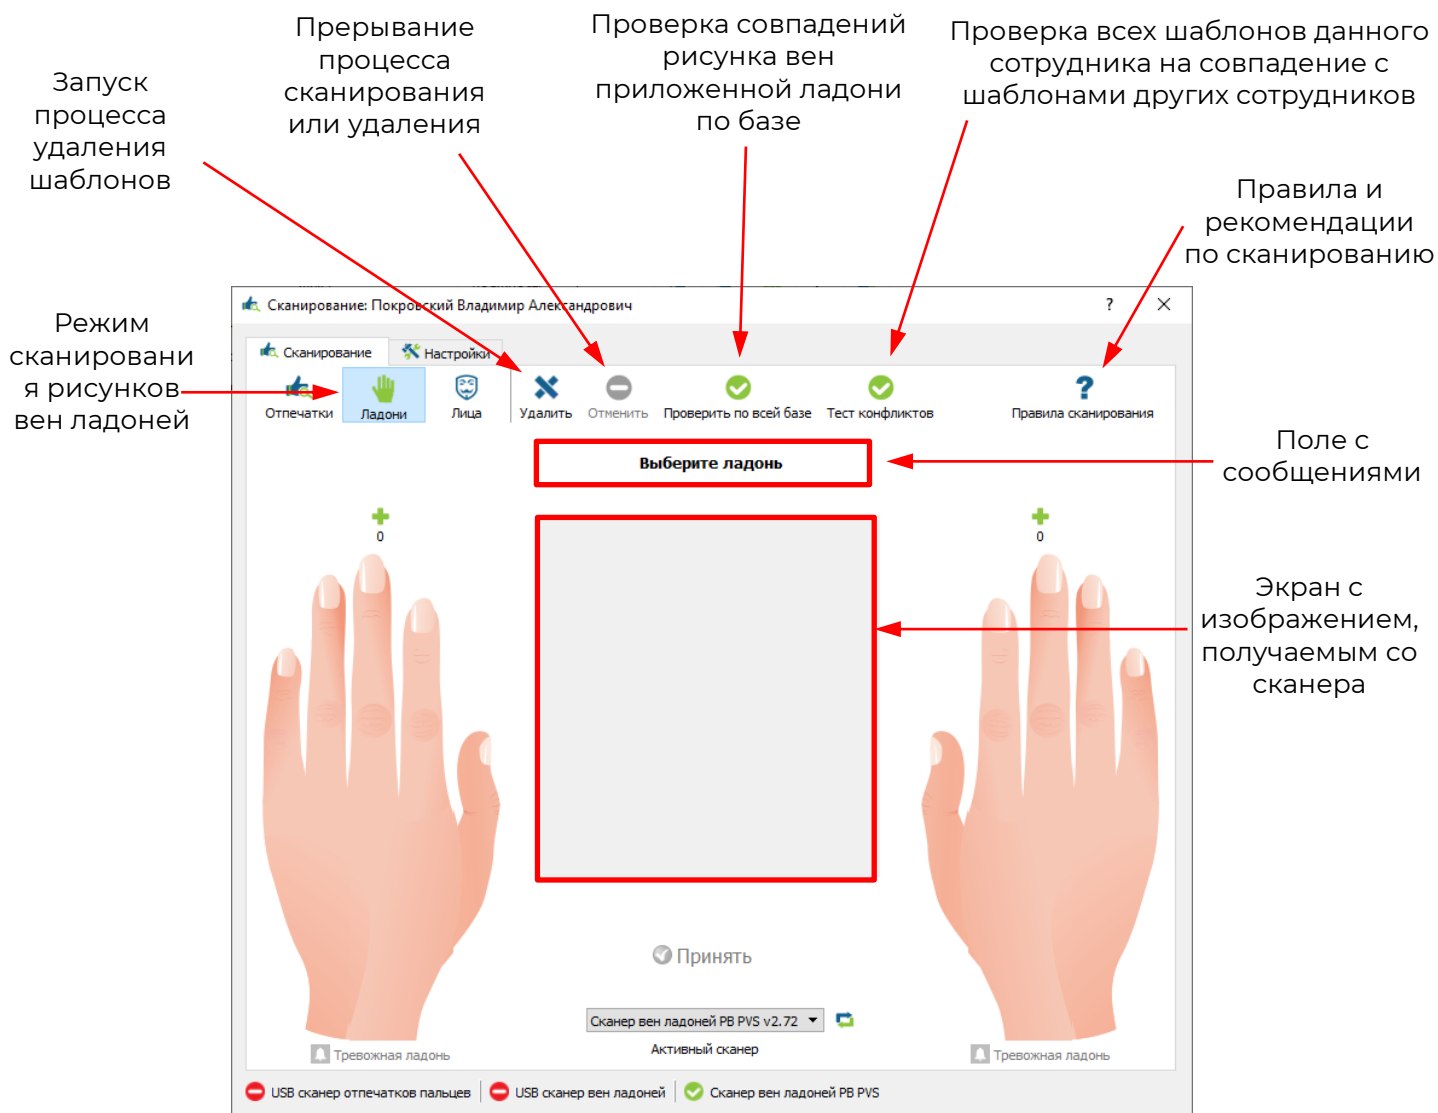 Запуск
процесса
удаления
шаблонов
Прерывание
процесса
сканирования
или удаления
Проверка совпадений
рисунка вен
приложенной ладони
по базе
Проверка всех шаблонов данного
сотрудника на совпадение с
шаблонами других сотрудников
Правила и
рекомендации
по сканированию
Режим
сканировани
я рисунков
вен ладоней
Сканирование: Покровский Владимир Александрович
?
Сканирование
Настройки
Отпечатки
Ладони
Лица
Удалить
Отменить
Проверить по всей базе
Тест конфликтов
Правила сканирования
Выберите ладонь
Поле с
сообщениями
0
0
Экран с
изображением,
получаемым со
сканера
Принять
Сканер вен ладоней PB PVS v2.72
Активный сканер
Тревожная ладонь
Тревожная ладонь
USB сканер отпечатков пальцев
USB сканер вен ладоней
Сканер вен ладоней PB PVS